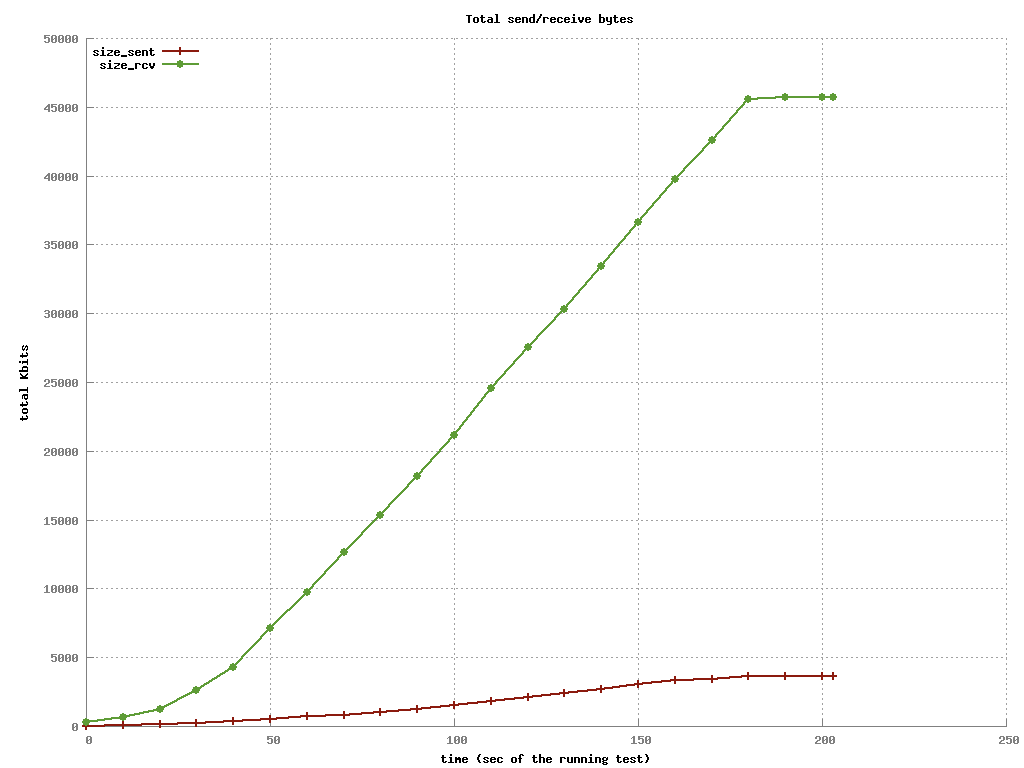 Total send/receive bytes
size_sent
size_rcv
50000
45000
40000
35000
30000
25000
20000
15000
10000
5000
0
total Kbits
0 50 100 150 200 250
time (sec of the running test)